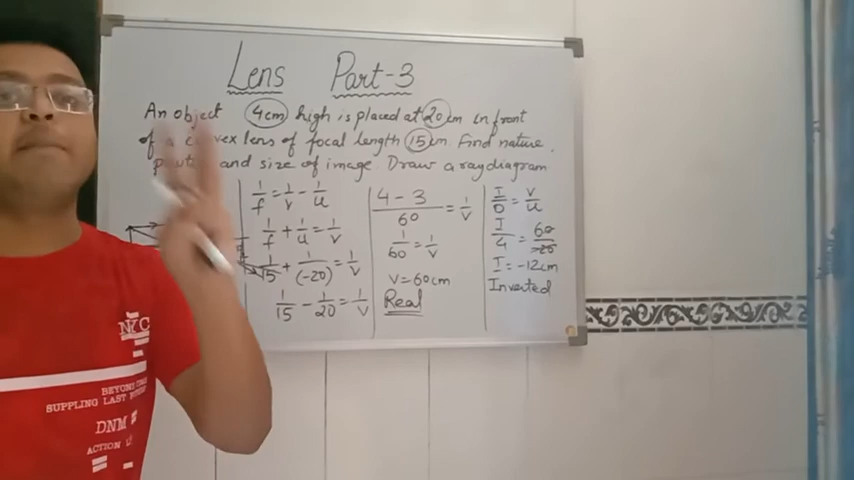 Lens Part-3
An object 4cm high is placed at 20cm in front
of a convex lens of focal length 15cm. Find nature,
and size of image. Draw a ray diagram
1/f = 1/v - 1/u
1/f + 1/u = 1/v
1/15 + 1/(-20) = 1/v
1/15 - 1/20 = 1/v
4-3/60 = 1/v
1/60 = 1/v
v=60cm
Real
I/O = v/u
I/4 = 60/-20
I = -12cm
Inverted
NYC
BEYOND
SUPPLYING LAST
DNM
ACTION